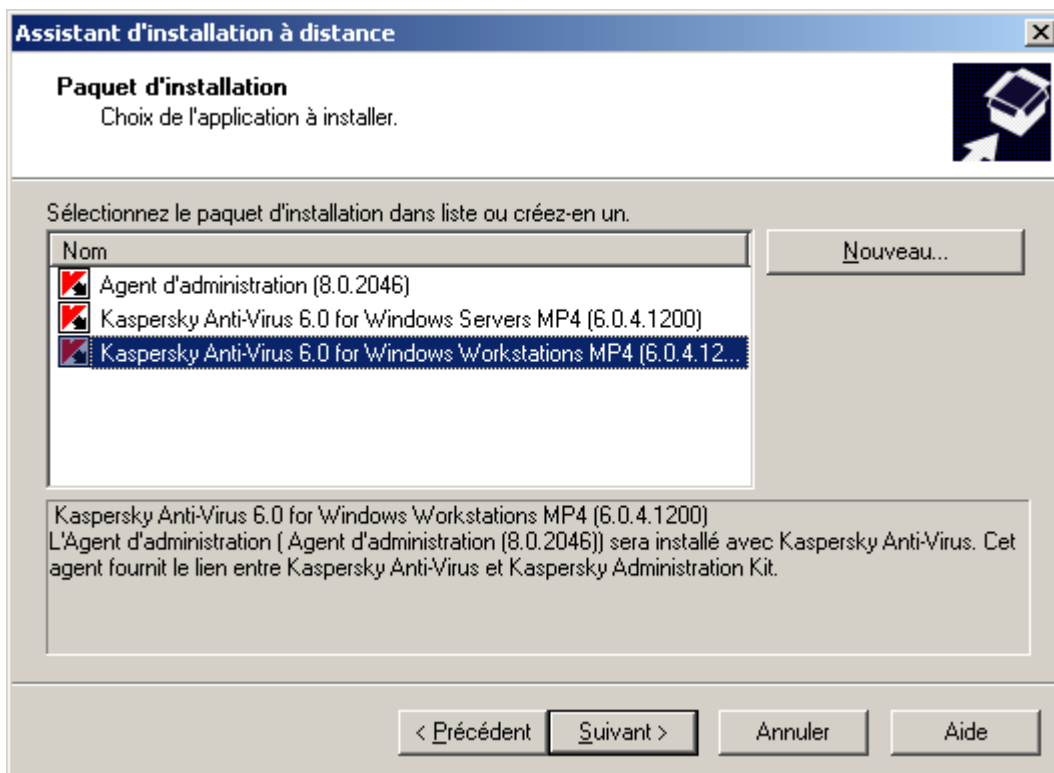 Assistant d'installation à distance
Paquet d'installation
Choix de l'application à installer.
Sélectionnez le paquet d'installation dans liste ou créez-en un.
Nom
Nouveau...
Agent d'administration (8.0.2046)
Kaspersky Anti-Virus 6.0 for Windows Servers MP4 (6.0.4.1200)
Kaspersky Anti-Virus 6.0 for Windows Workstations MP4 (6.0.4.12...
Kaspersky Anti-Virus 6.0 for Windows Workstations MP4 (6.0.4.1200)
L'Agent d'administration ( Agent d'administration (8.0.2046)) sera installé avec Kaspersky Anti-Virus. Cet
agent fournit le lien entre Kaspersky Anti-Virus et Kaspersky Administration Kit.
< Précédent
Suivant >
Annuler
Aide